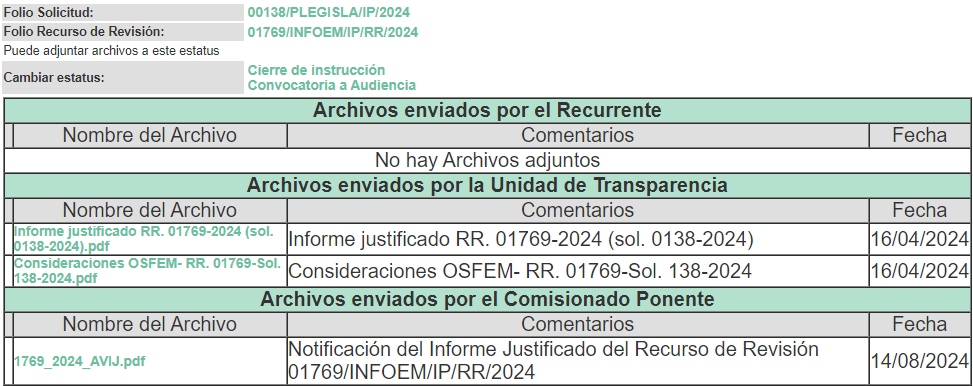 Folio Solicitud: 00138/PLEGISLA/IP/2024
Folio Recurso de Revisión: 01769/INFOEM/IP/RR/2024
Puede adjuntar archivos a este estatus
Cambiar estatus: Cierre de instrucción
Convocatoria a Audiencia
Archivos enviados por el Recurrente
Nombre del Archivo Comentarios Fecha
No hay Archivos adjuntos
Archivos enviados por la Unidad de Transparencia
Nombre del Archivo Comentarios Fecha
Informe justificado RR. 01769-2024 (sol. 0138-2024).pdf Informe justificado RR. 01769-2024 (sol. 0138-2024) 16/04/2024
Consideraciones OSFEM- RR. 01769-Sol. 138-2024.pdf Consideraciones OSFEM- RR. 01769-Sol. 138-2024 16/04/2024
Archivos enviados por el Comisionado Ponente
Nombre del Archivo Comentarios Fecha
1769_2024_AVIJ.pdf Notificación del Informe Justificado del Recurso de Revisión 01769/INFOEM/IP/RR/2024 14/08/2024